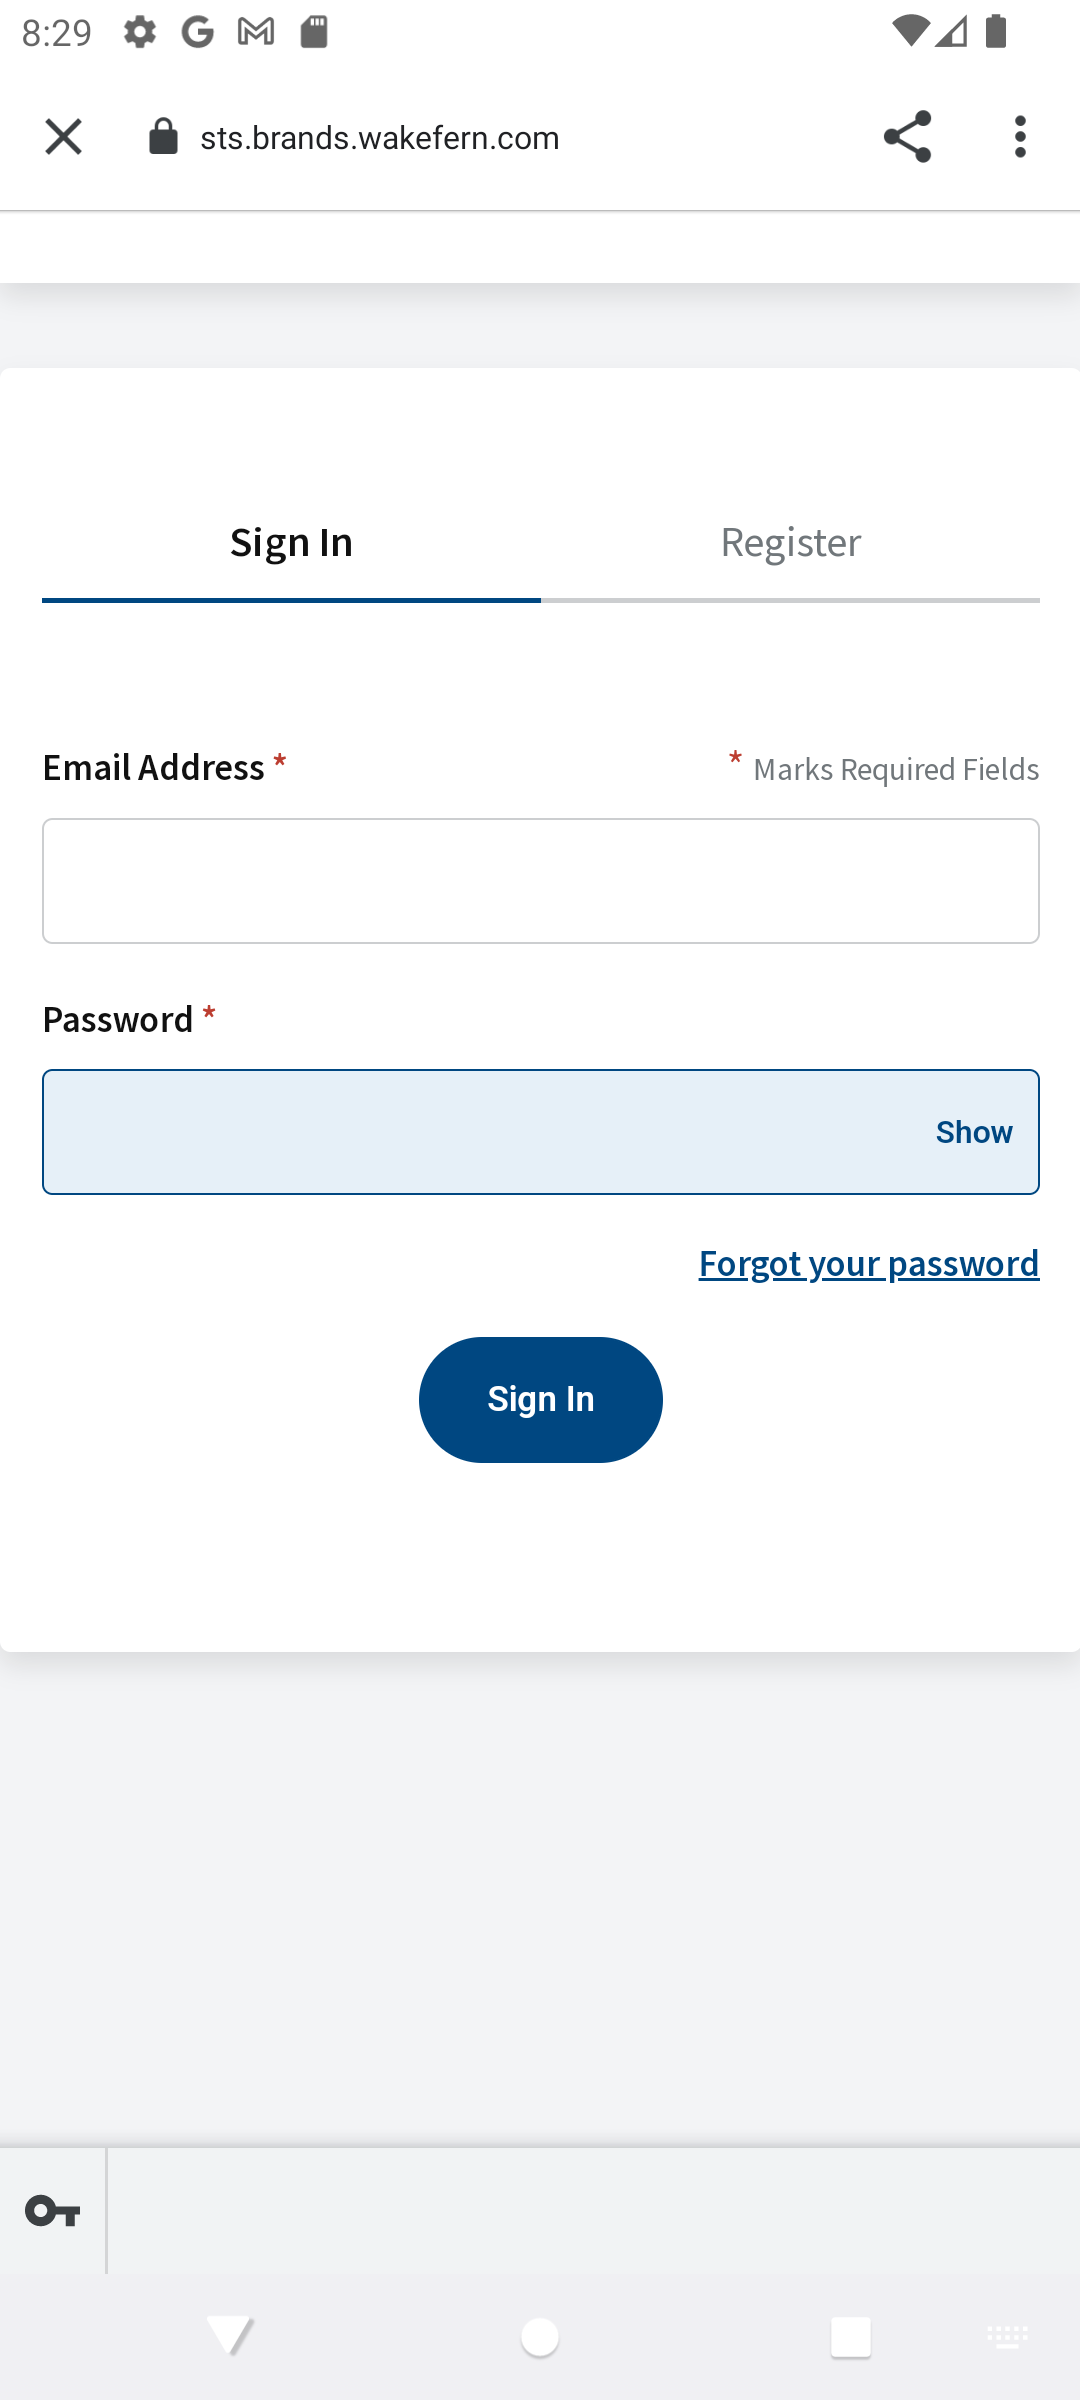 8:29
sts.brands.wakefern.com
Sign In
Register
Email Address *
* Marks Required Fields
Password *
Show
Forgot your password
Sign In